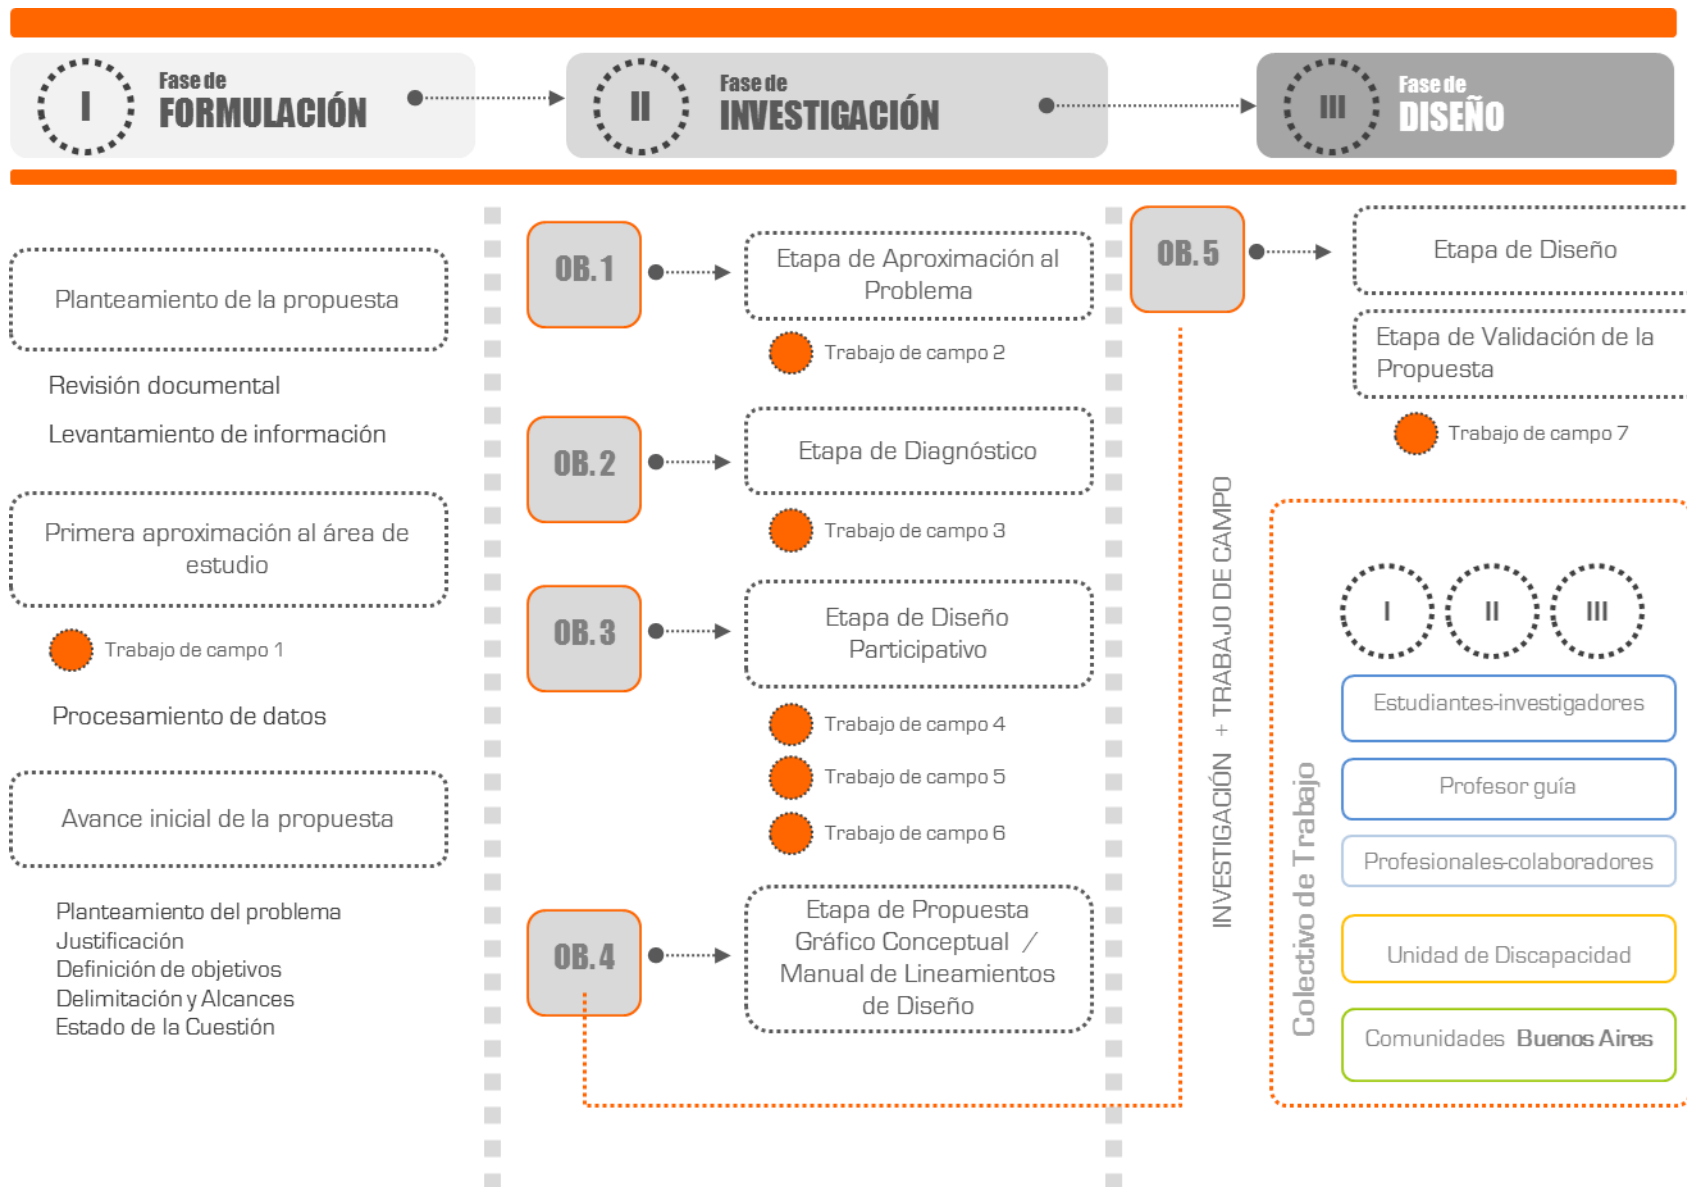 I
Fase de
FORMULACIÓN
II
Fase de
INVESTIGACIÓN
III
Fase de
DISEÑO
Planteamiento de la propuesta
Revisión documental
Levantamiento de información
Primera aproximación al área de
estudio
Trabajo de campo 1
Procesamiento de datos
Avance inicial de la propuesta
Planteamiento del problema
Justificación
Definición de objetivos
Delimitación y Alcances
Estado de la Cuestión
OB. 1
Etapa de Aproximación al
Problema
Trabajo de campo 2
OB. 2
Etapa de Diagnóstico
Trabajo de campo 3
OB. 3
Etapa de Diseño
Participativo
Trabajo de campo 4
Trabajo de campo 5
Trabajo de campo 6
OB. 4
Etapa de Propuesta
Gráfico Conceptual /
Manual de Lineamientos
de Diseño
OB. 5
Etapa de Diseño
Etapa de Validación de la
Propuesta
Trabajo de campo 7
INVESTIGACIÓN + TRABAJO DE CAMPO
Colectivo de Trabajo
I
II
III
Estudiantes-investigadores
Profesor guía
Profesionales-colaboradores
Unidad de Discapacidad
Comunidades Buenos Aires